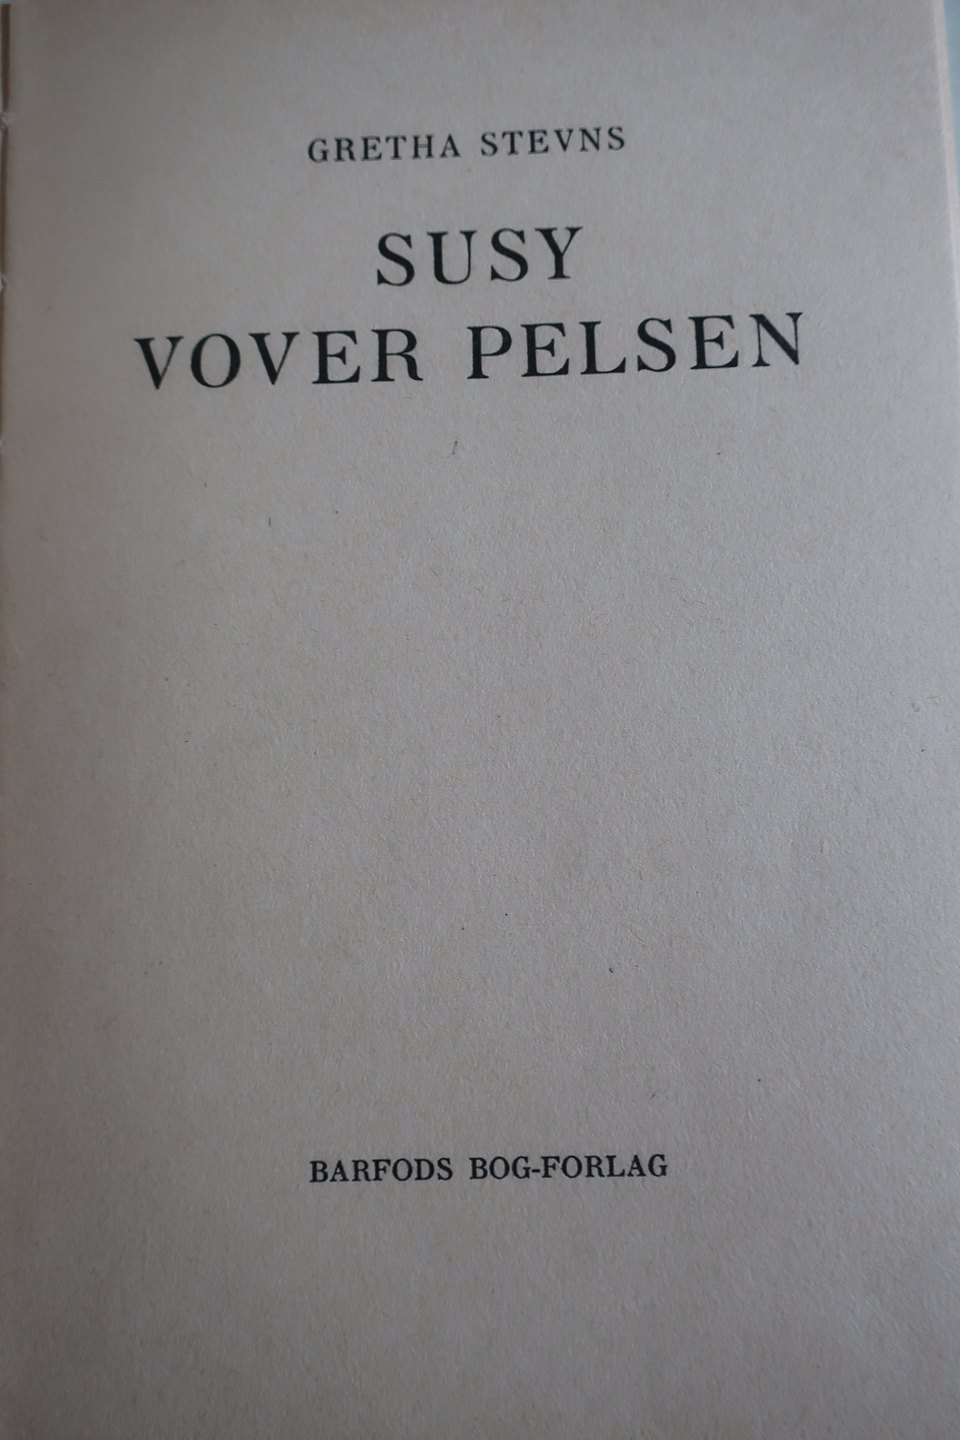 GRETHA STEVNS
SUSY
VOVER PELSEN
BARFODS BOG-FORLAG